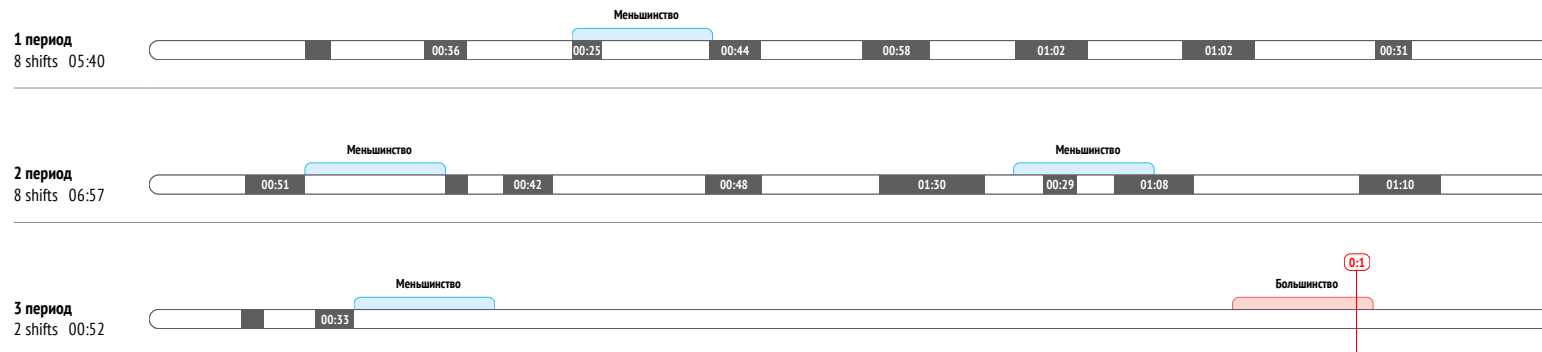 Меньшинство
1 период
8 shifts 05:40
00:36 00:25 00:44 00:58 01:02 01:02 00:31
Меньшинство Меньшинство
2 период
8 shifts 06:57
00:51 00:42 00:48 01:30 00:29 01:08 01:10
0:1
Меньшинство Большинство
3 период
2 shifts 00:52
00:33